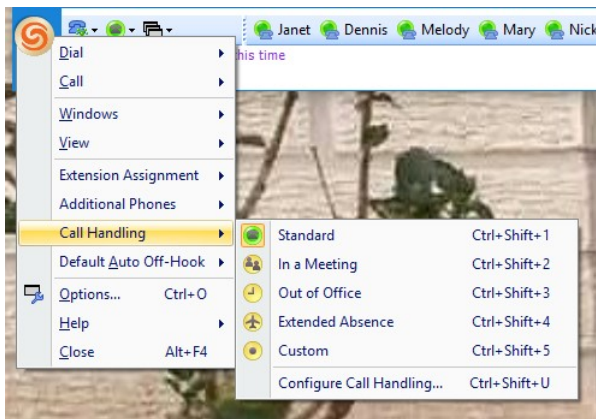 Janet Dennis Melody Mary Nick
his time
Dial
Call
Windows
View
Extension Assignment
Additional Phones
Call Handling
Default Auto Off-Hook
Options... Ctrl+O
Help
Close Alt+F4
Standard Ctrl+Shift+1
In a Meeting Ctrl+Shift+2
Out of Office Ctrl+Shift+3
Extended Absence Ctrl+Shift+4
Custom Ctrl+Shift+5
Configure Call Handling... Ctrl+Shift+U